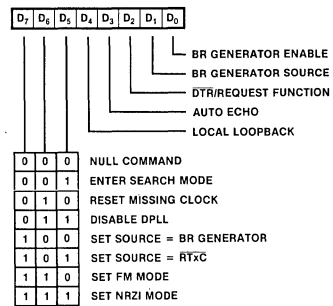 D7 D6 D5 D4 D3 D2 D1 D0
BR GENERATOR ENABLE
BR GENERATOR SOURCE
DTR/REQUEST FUNCTION
AUTO ECHO
LOCAL LOOPBACK
0 0 0 NULL COMMAND
0 0 1 ENTER SEARCH MODE
0 1 0 RESET MISSING CLOCK
0 1 1 DISABLE DPLL
1 0 0 SET SOURCE = BR GENERATOR
1 0 1 SET SOURCE = RTxC
1 1 0 SET FM MODE
1 1 1 SET NRZI MODE